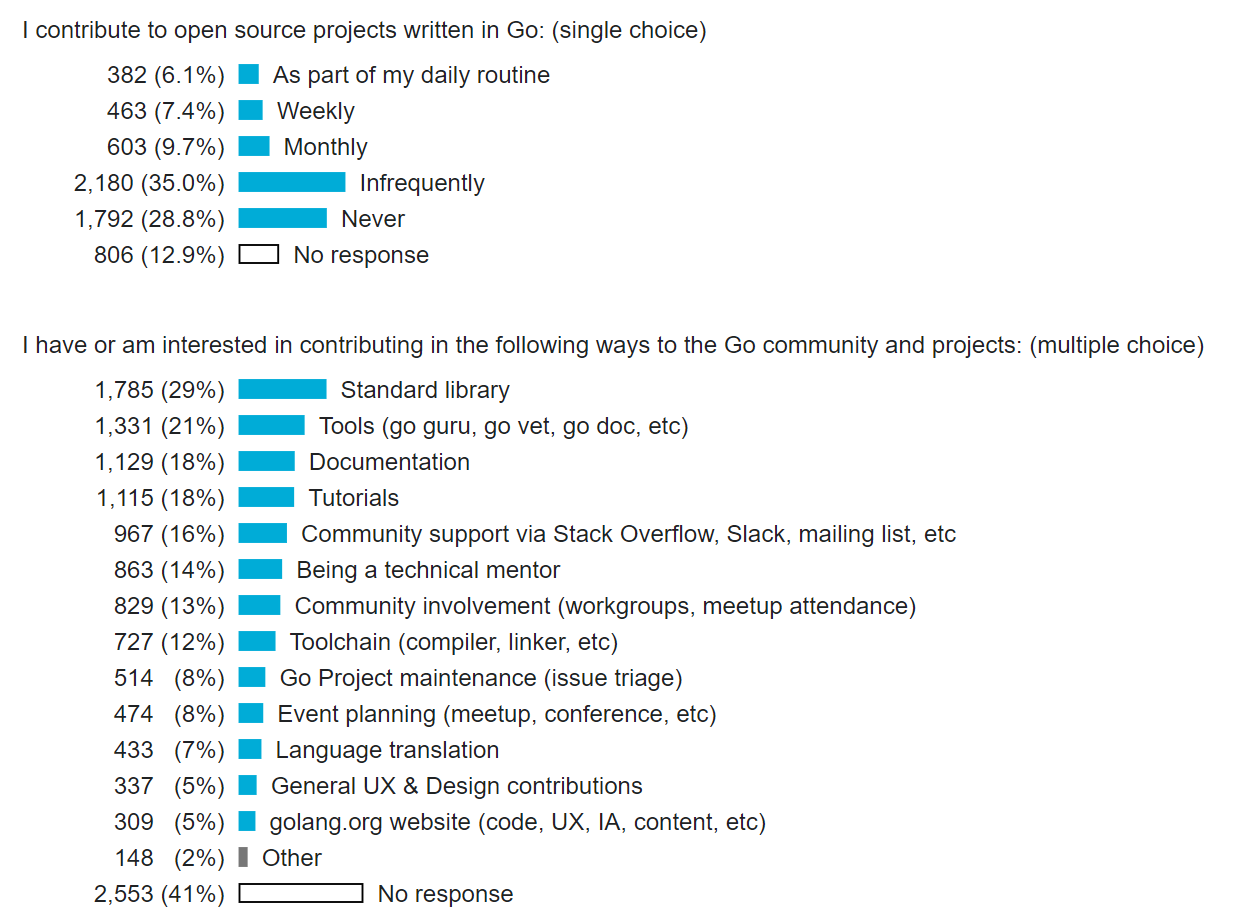 I contribute to open source projects written in Go: (single choice)
382 (6.1%) As part of my daily routine
463 (7.4%) Weekly
603 (9.7%) Monthly
2,180 (35.0%) Infrequently
1,792 (28.8%) Never
806 (12.9%) No response
I have or am interested in contributing in the following ways to the Go community and projects: (multiple choice)
1,785 (29%) Standard library
1,331 (21%) Tools (go guru, go vet, go doc, etc)
1,129 (18%) Documentation
1,115 (18%) Tutorials
967 (16%) Community support via Stack Overflow, Slack, mailing list, etc
863 (14%) Being a technical mentor
829 (13%) Community involvement (workgroups, meetup attendance)
727 (12%) Toolchain (compiler, linker, etc)
514 (8%) Go Project maintenance (issue triage)
474 (8%) Event planning (meetup, conference, etc)
433 (7%) Language translation
337 (5%) General UX & Design contributions
309 (5%) golang.org website (code, UX, IA, content, etc)
148 (2%) Other
2,553 (41%) No response